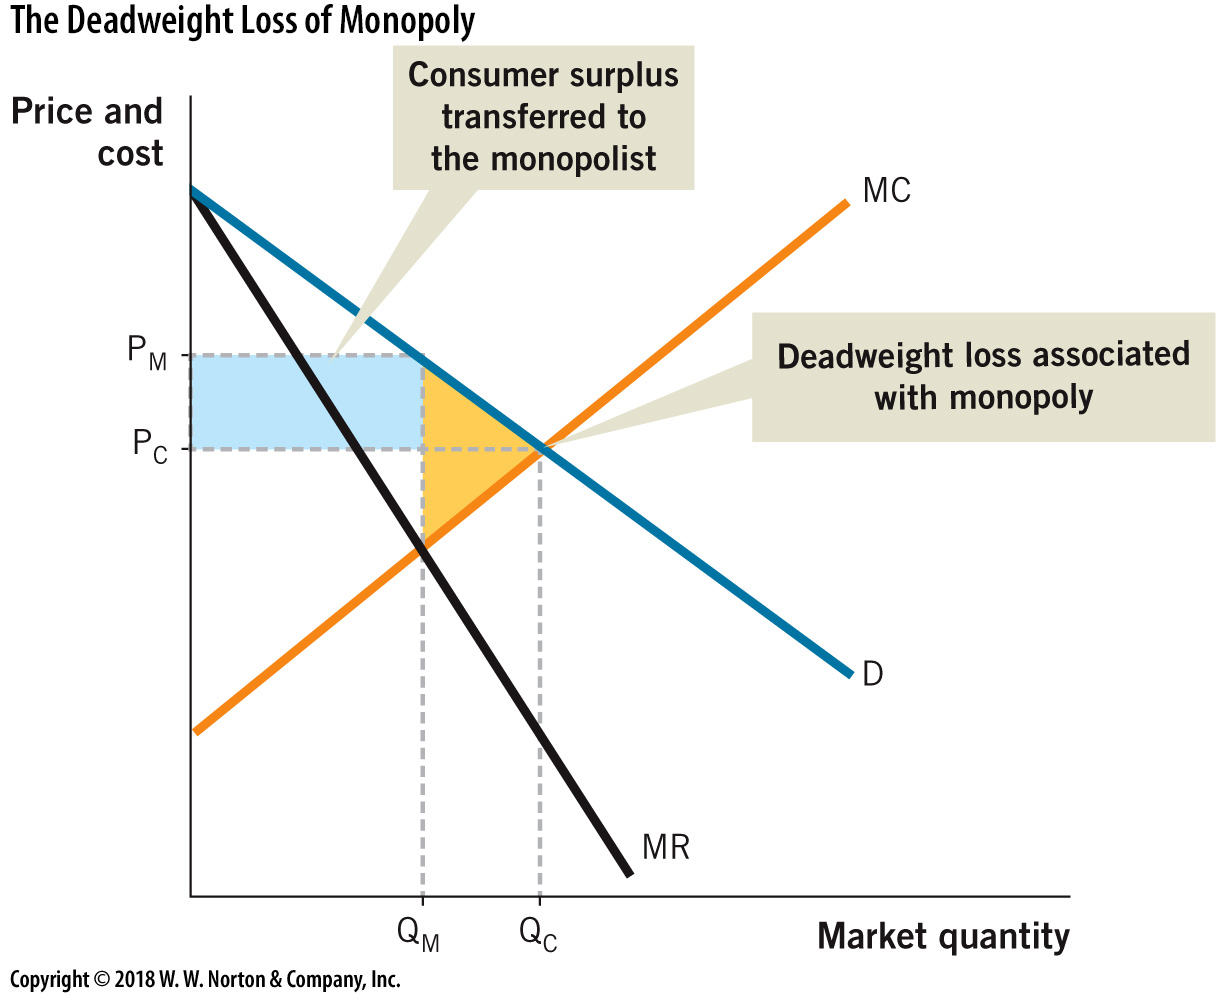 The Deadweight Loss of Monopoly
Consumer surplus
transferred to
the monopolist
Price and
cost
MC
Deadweight loss associated
with monopoly
P_M
P_C
D
MR
Q_M
Q_C
Market quantity
Copyright © 2018 W. W. Norton & Company, Inc.